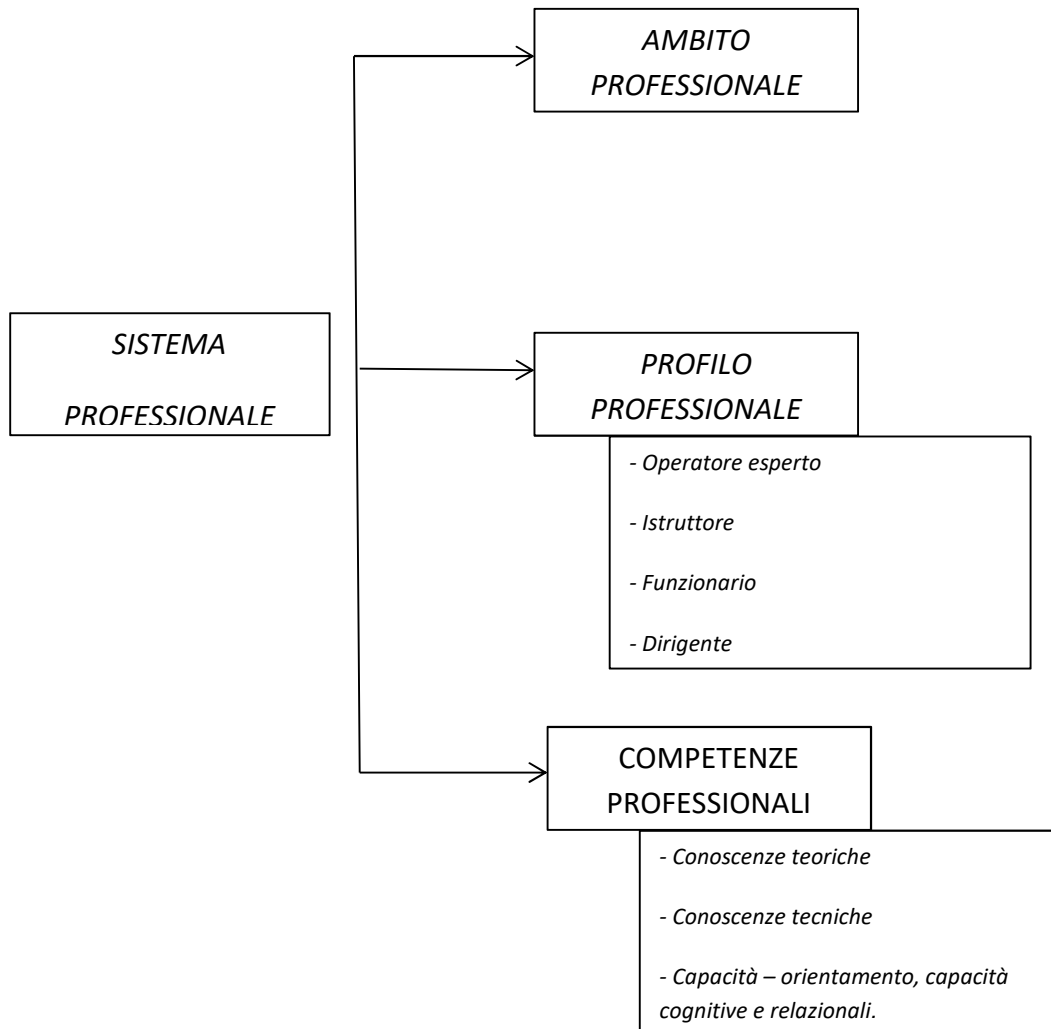 AMBITO
PROFESSIONALE
SISTEMA
PROFESSIONALE
PROFILO
PROFESSIONALE
- Operatore esperto
- Istruttore
- Funzionario
- Dirigente
COMPETENZE
PROFESSIONALI
- Conoscenze teoriche
- Conoscenze tecniche
- Capacità – orientamento, capacità
cognitive e relazionali.